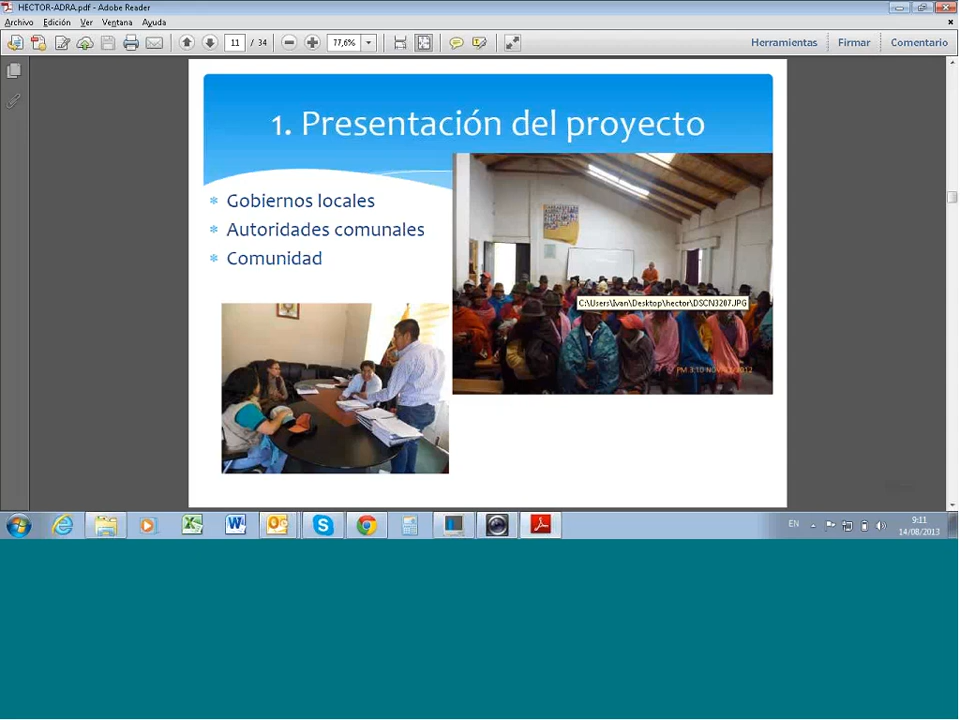 HECTOR-ADRA.pdf - Adobe Reader
Archivo Edición Ver Ventana Ayuda
11 / 34 77,6% Herramientas Firmar Comentario
1. Presentación del proyecto
* Gobiernos locales
* Autoridades comunales
* Comunidad
C:\Users\Ivan\Desktop\hector\DSCN3207.JPG
EN
9:11
14/08/2013